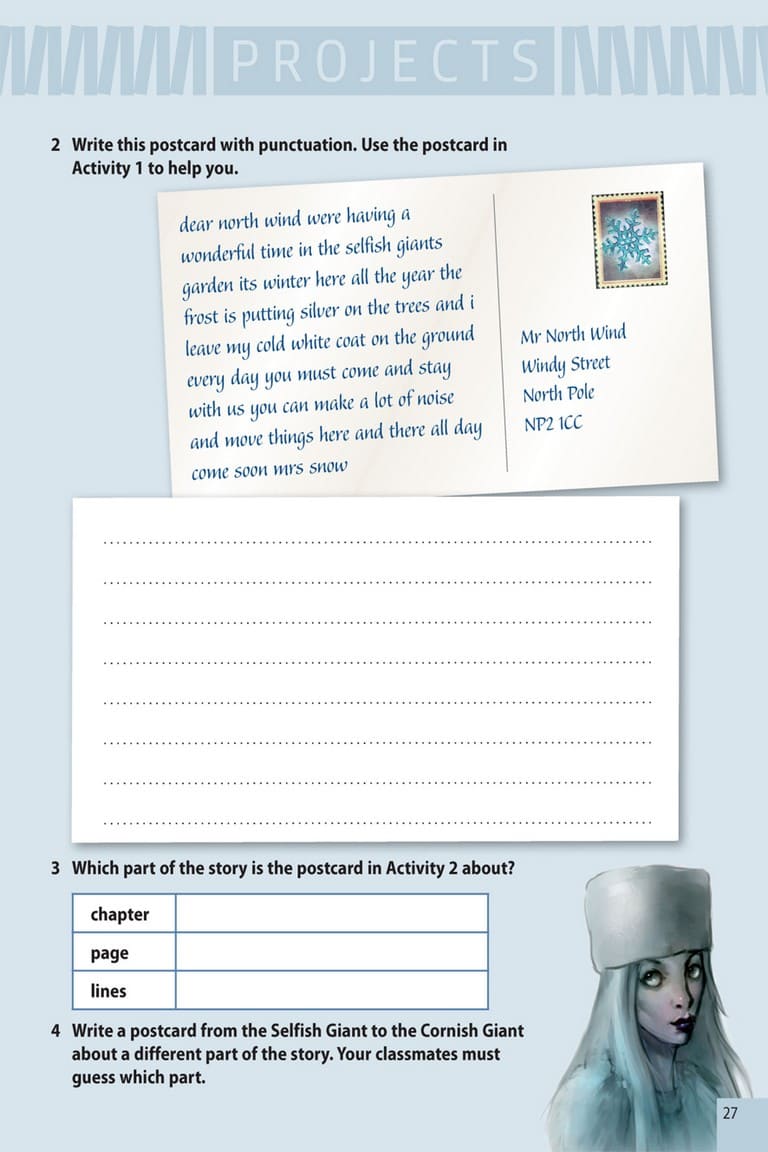 PROJECTS
2 Write this postcard with punctuation. Use the postcard in
Activity 1 to help you.
dear north wind were having a
wonderful time in the selfish giants
garden its winter here all the year the
frost is putting silver on the trees and i
leave my cold white coat on the ground
every day you must come and stay
with us you can make a lot of noise
and move things here and there all day
come soon mrs snow
Mr North Wind
Windy Street
North Pole
NP2 1CC
3 Which part of the story is the postcard in Activity 2 about?
chapter
page
lines
4 Write a postcard from the Selfish Giant to the Cornish Giant
about a different part of the story. Your classmates must
guess which part.
27